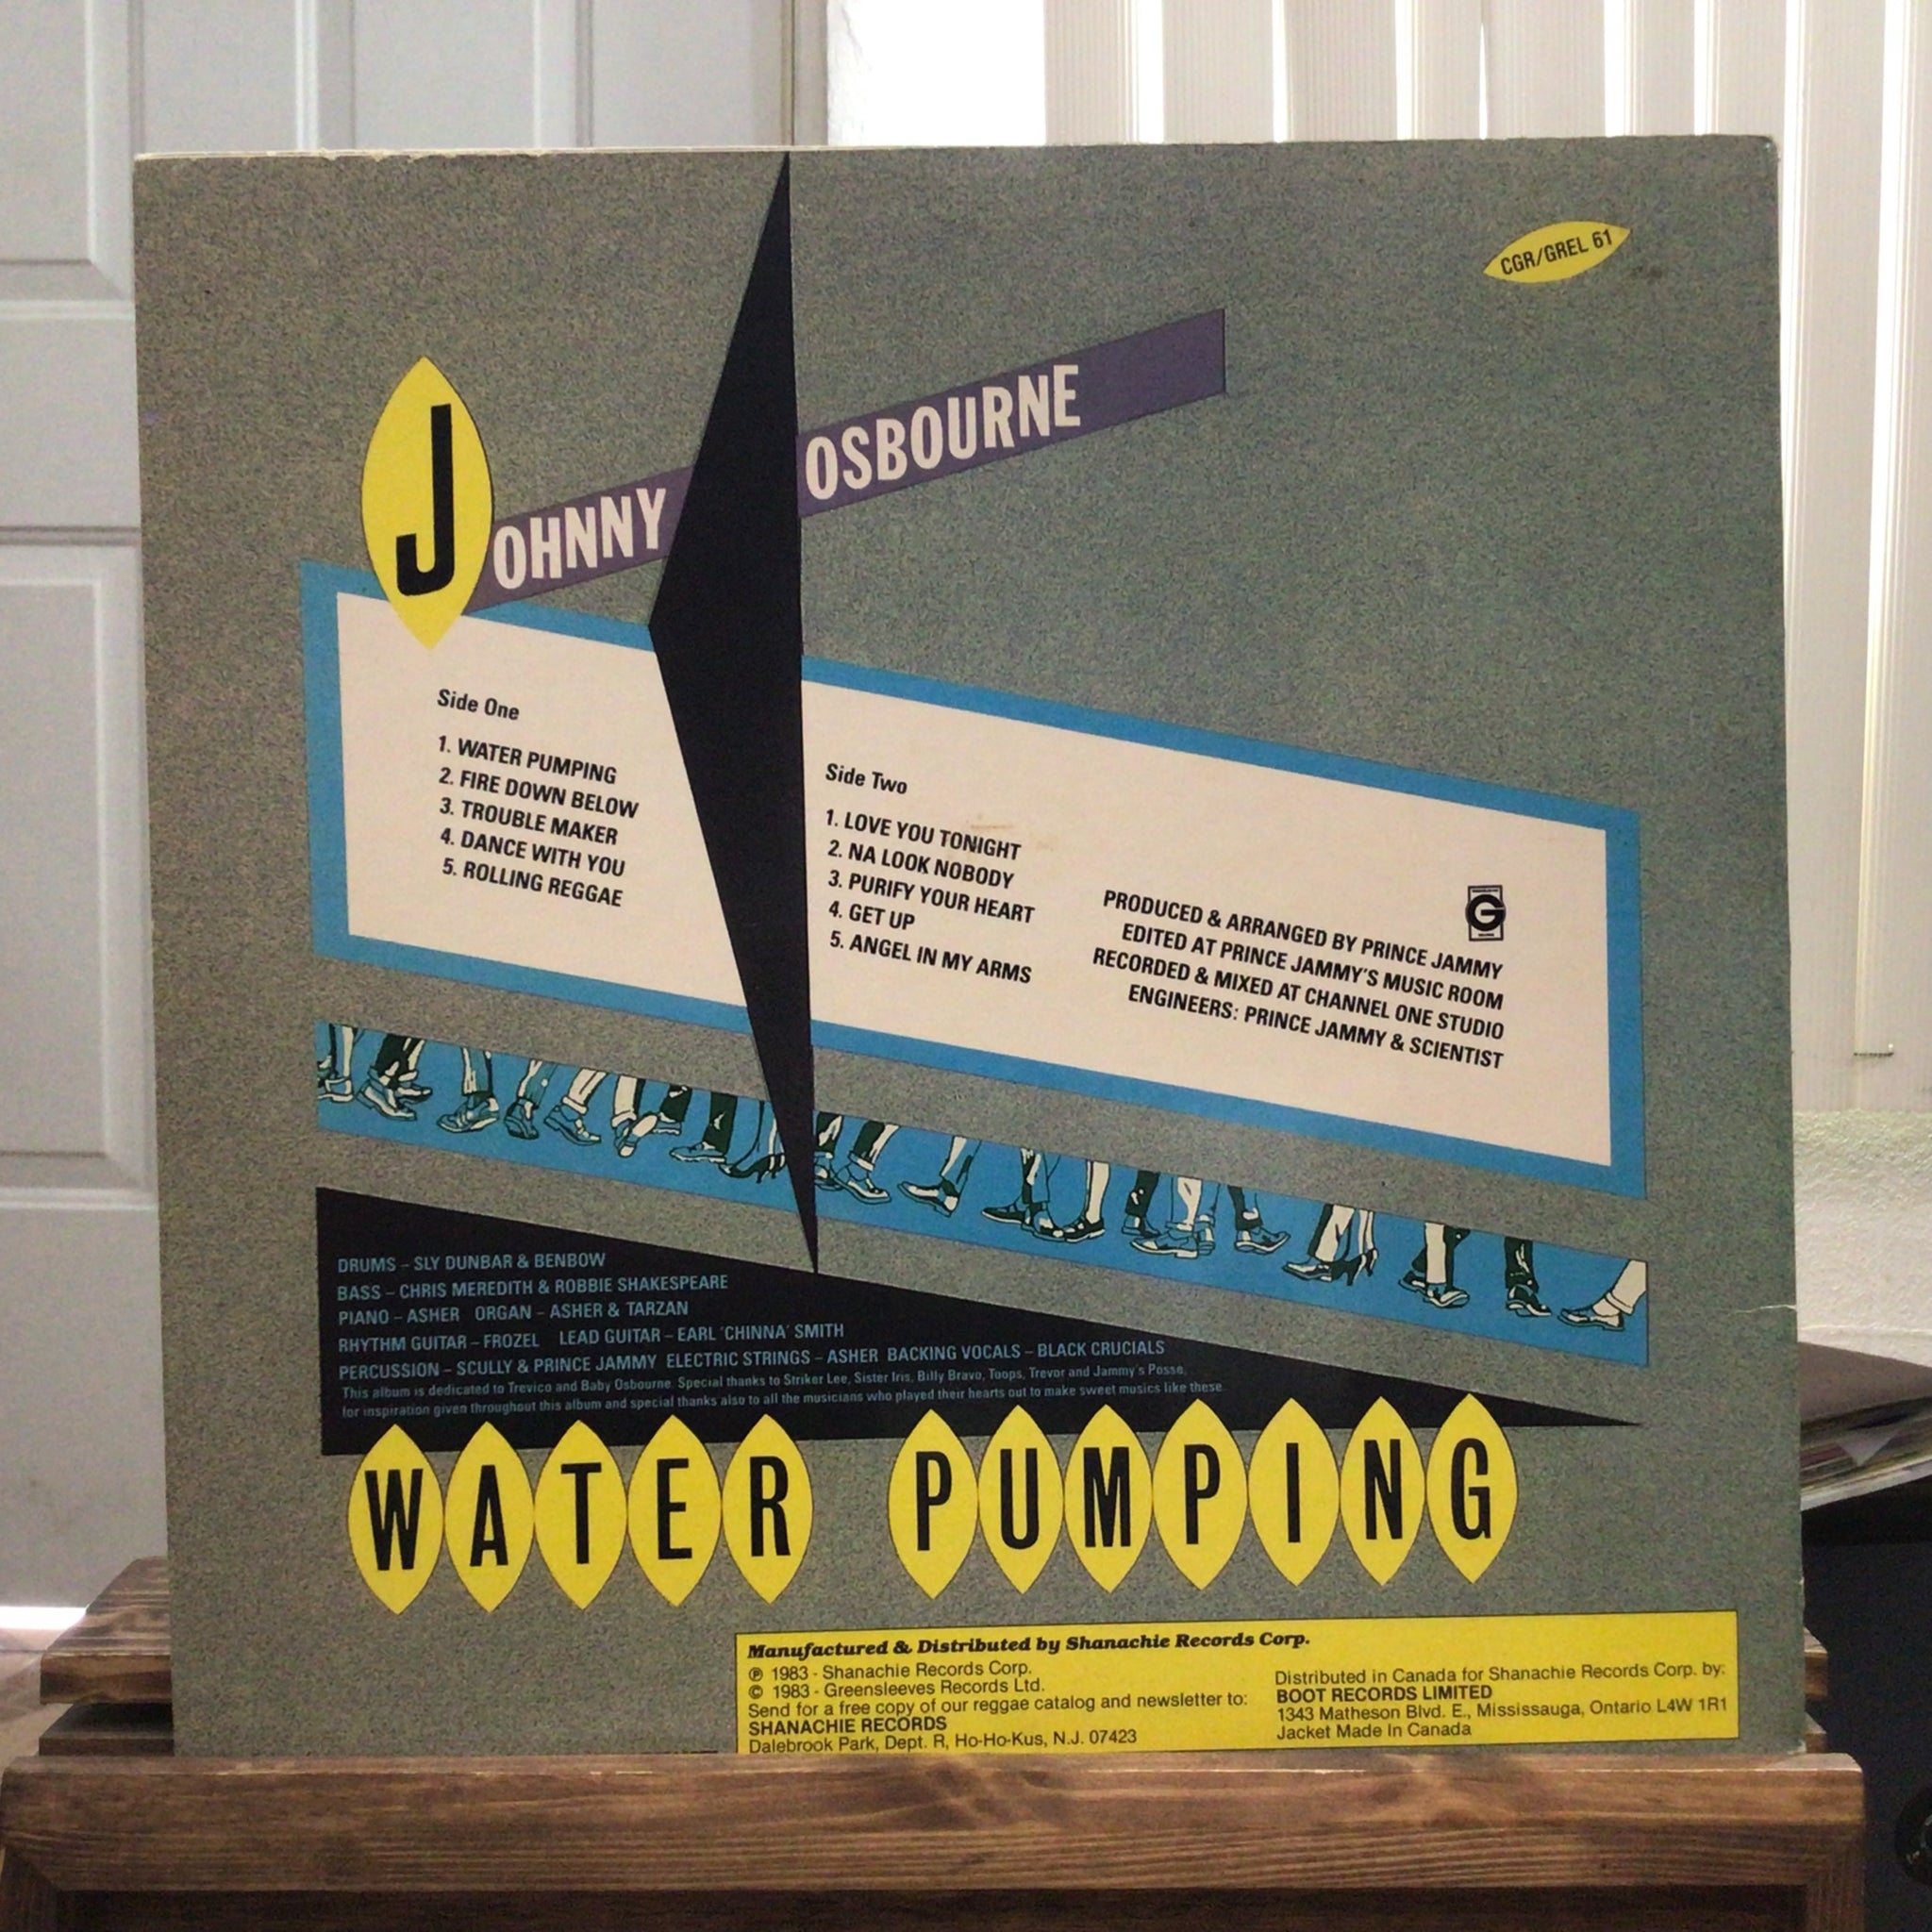 CGR/GREL 61
JOHNNY OSBOURNE
Side One
1. WATER PUMPING
2. FIRE DOWN BELOW
3. TROUBLE MAKER
4. DANCE WITH YOU
5. ROLLING REGGAE
Side Two
1. LOVE YOU TONIGHT
2. NA LOOK NOBODY
3. PURIFY YOUR HEART
4. GET UP
5. ANGEL IN MY ARMS
G
PRODUCED & ARRANGED BY PRINCE JAMMY
EDITED AT PRINCE JAMMY'S MUSIC ROOM
RECORDED & MIXED AT CHANNEL ONE STUDIO
ENGINEERS: PRINCE JAMMY & SCIENTIST
DRUMS – SLY DUNBAR & BENBOW
BASS – CHRIS MEREDITH & ROBBIE SHAKESPEARE
PIANO – ASHER ORGAN – ASHER & TARZAN
RHYTHM GUITAR – FROZEL LEAD GUITAR – EARL 'CHINNA' SMITH
PERCUSSION – SCULLY & PRINCE JAMMY ELECTRIC STRINGS – ASHER BACKING VOCALS – BLACK CRUCIALS
This album is dedicated to Trevico and Baby Osbourne. Special thanks to Striker Lee, Sister Iris, Billy Bravo, Toops, Trevor and Jammy's Posse,
for inspiration given throughout this album and special thanks also to all the musicians who played their hearts out to make sweet musics like these.
WATER PUMPING
Manufactured & Distributed by Shanachie Records Corp.
℗ 1983 - Shanachie Records Corp.
© 1983 - Greensleeves Records Ltd.
Send for a free copy of our reggae catalog and newsletter to:
SHANACHIE RECORDS
Dalebrook Park, Dept. R, Ho-Ho-Kus, N.J. 07423
Distributed in Canada for Shanachie Records Corp. by:
BOOT RECORDS LIMITED
1343 Matheson Blvd. E., Mississauga, Ontario L4W 1R1
Jacket Made In Canada